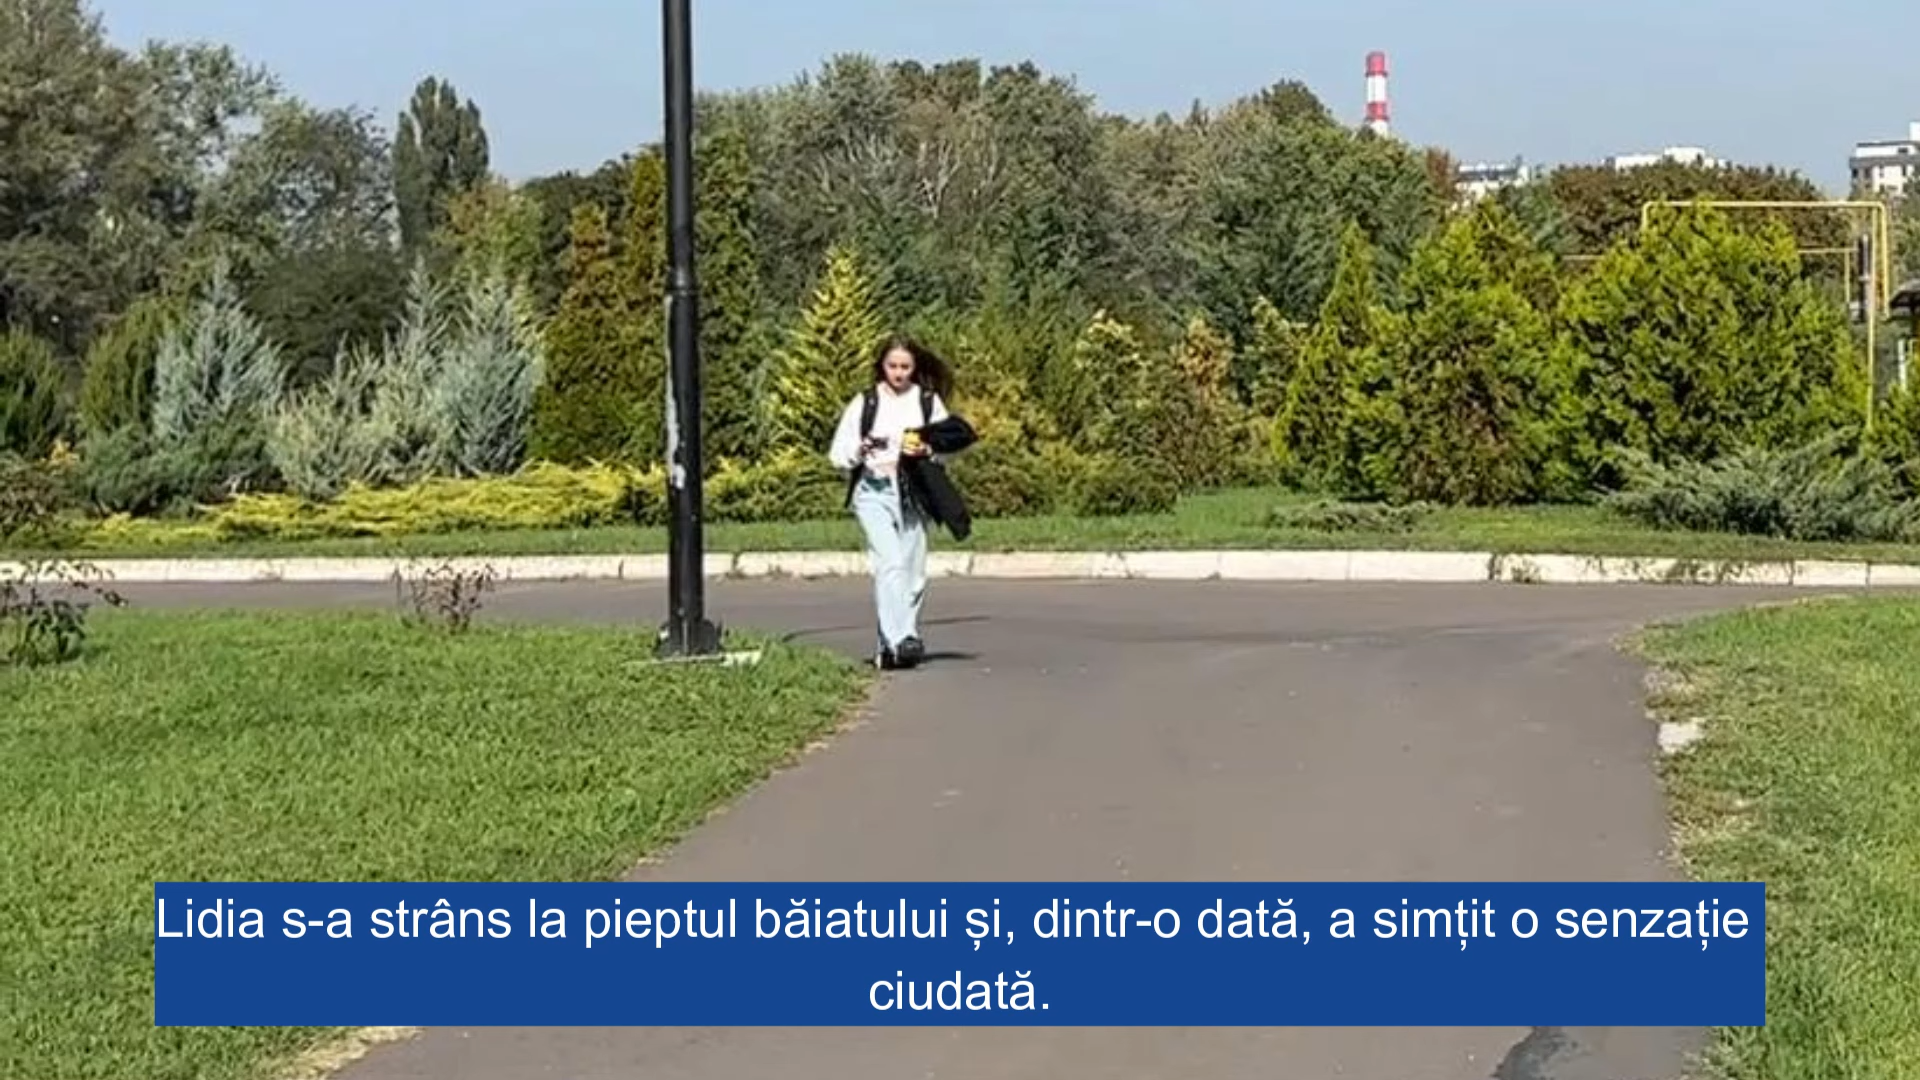 Lidia s-a strâns la pieptul băiatului și, dintr-o dată, a simțit o senzație
ciudată.